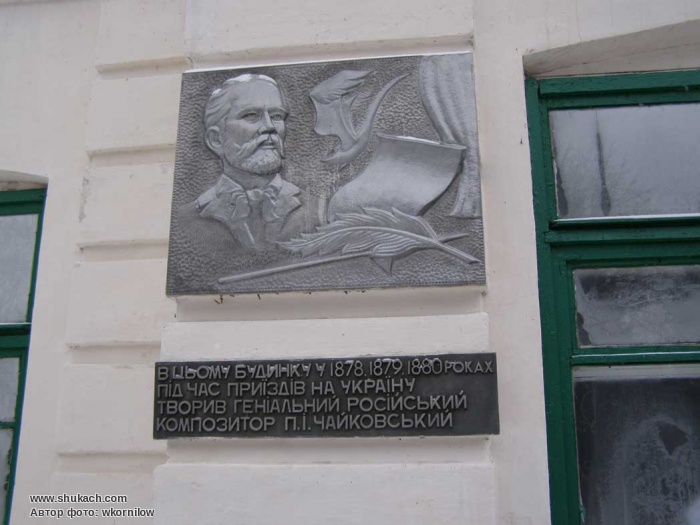 В ЦЬОМУ БУДИНКУ У 1878, 1879, 1880 РОКАХ
ПІД ЧАС ПРИЇЗДІВ НА УКРАЇНУ
ТВОРИВ ГЕНІАЛЬНИЙ РОСІЙСЬКИЙ
КОМПОЗИТОР П.І. ЧАЙКОВСЬКИЙ
www.shukach.com
Автор фото: wkornilow